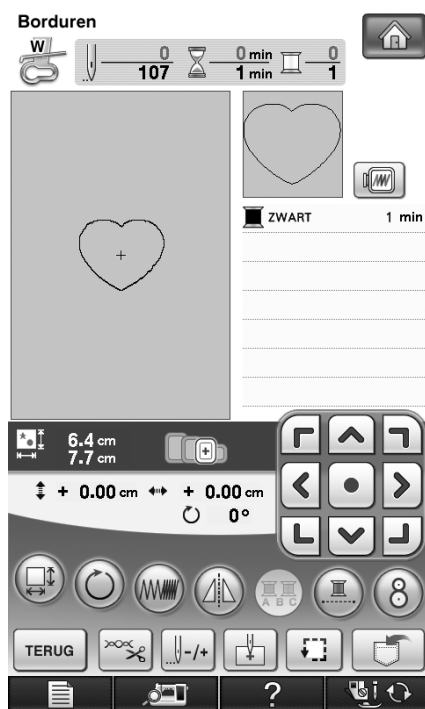 Borduren
W
0 0 min 0
107 1 min 1
ZWART 1 min
6.4 cm
7.7 cm
+ 0.00 cm + 0.00 cm
0°
A B C
8
TERUG -/+
?